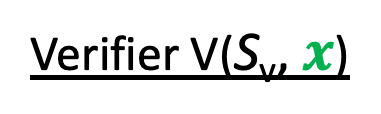 Verifier V(Sᵥ, x)